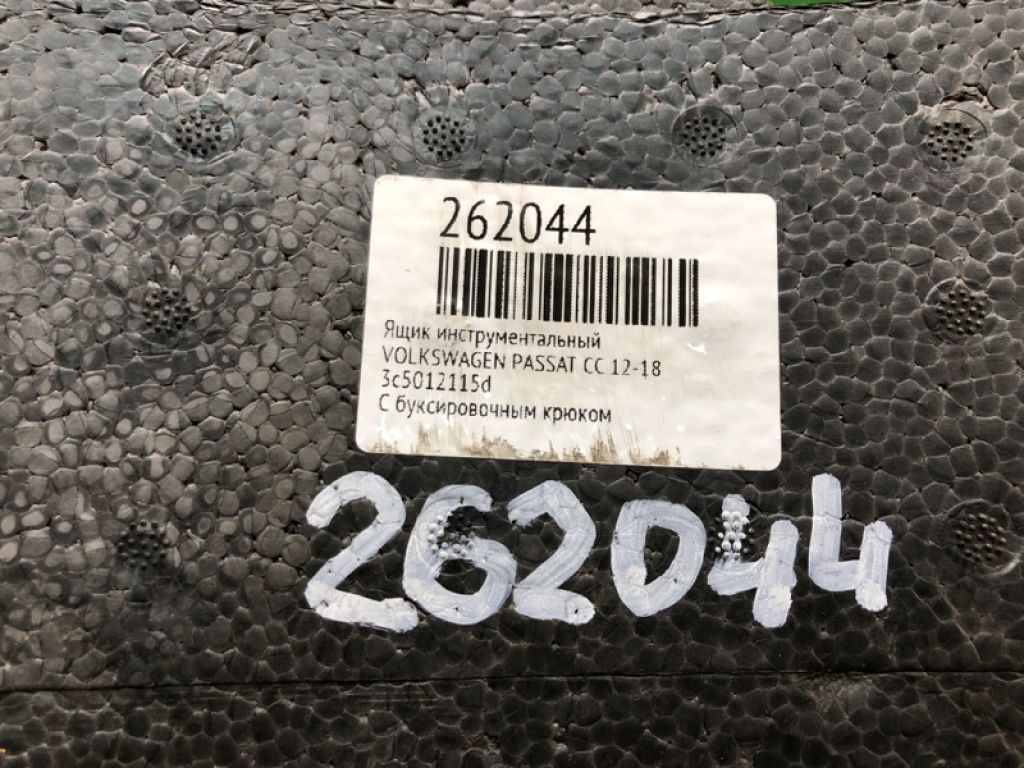 262044
Ящик инструментальный
VOLKSWAGEN PASSAT CC 12-18
3c5012115d
С буксировочным крюком
262044